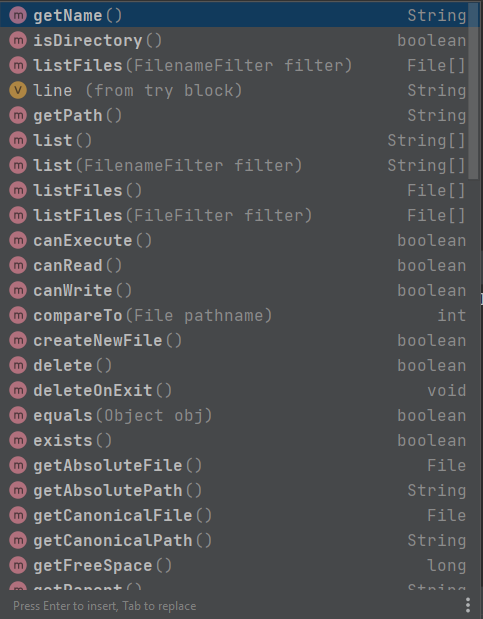 m getName() String
m isDirectory() boolean
m listFiles(FilenameFilter filter) File[]
V line (from try block) String
m getPath() String
m list() String[]
m list(FilenameFilter filter) String[]
m listFiles() File[]
m listFiles(FileFilter filter) File[]
m canExecute() boolean
m canRead() boolean
m canWrite() boolean
m compareTo(File pathname) int
m createNewFile() boolean
m delete() boolean
m deleteOnExit() void
m equals(Object obj) boolean
m exists() boolean
m getAbsoluteFile() File
m getAbsolutePath() String
m getCanonicalFile() File
m getCanonicalPath() String
m getFreeSpace() long
m getParent() String
Press Enter to insert, Tab to replace